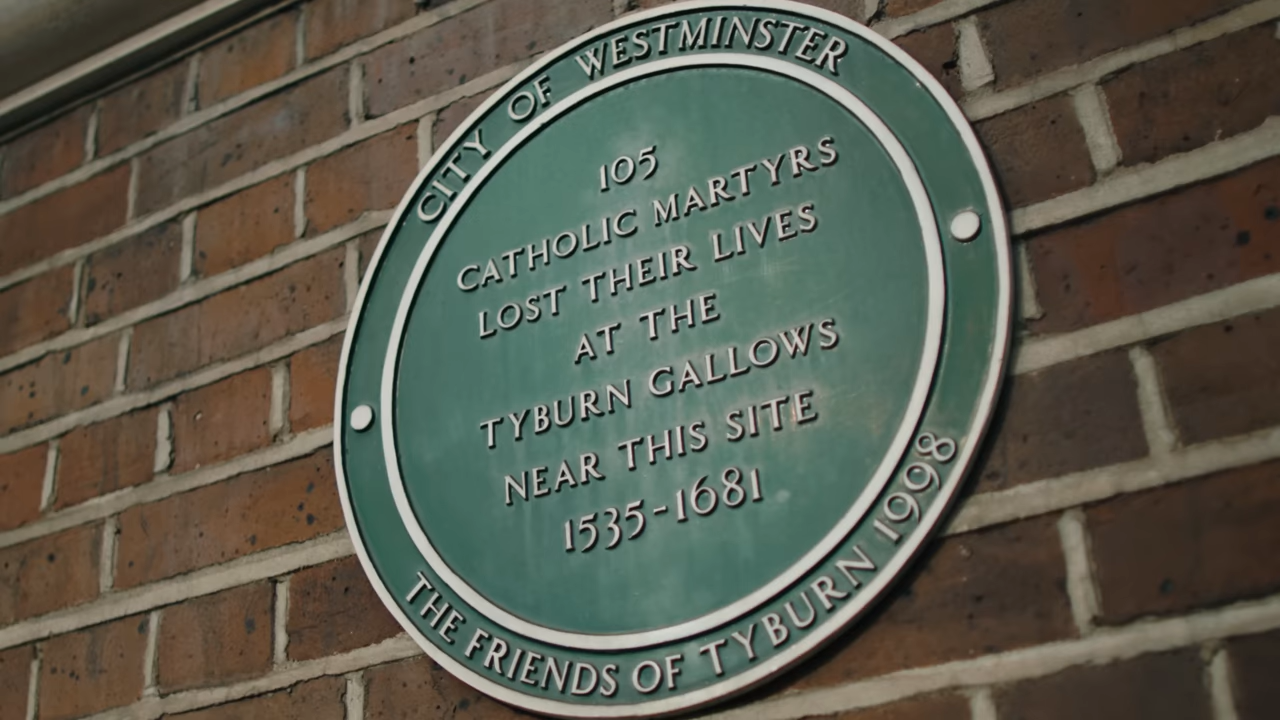 CITY OF WESTMINSTER
105
CATHOLIC MARTYRS
LOST THEIR LIVES
AT THE
TYBURN GALLOWS
NEAR THIS SITE
1535-1681
THE FRIENDS OF TYBURN 1998